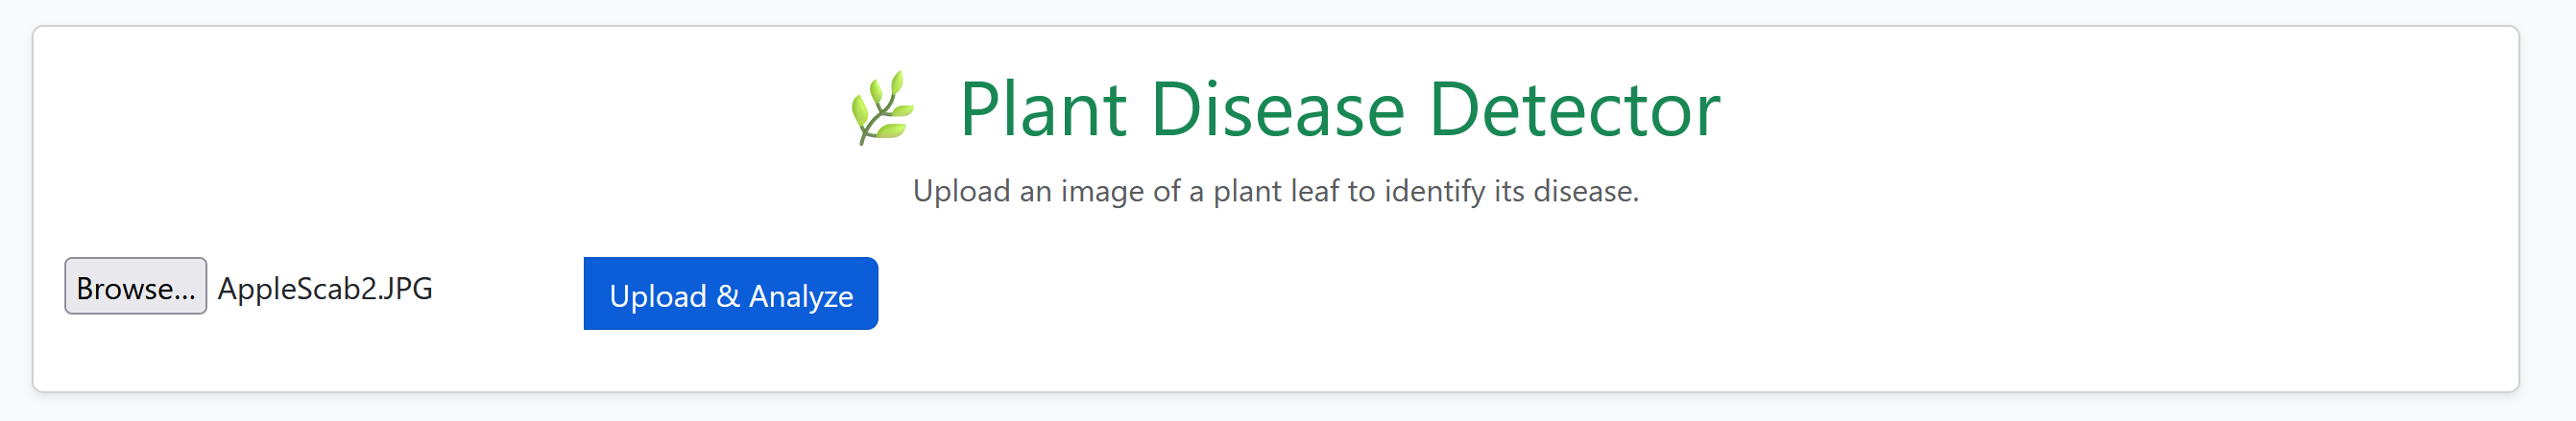 Plant Disease Detector
Upload an image of a plant leaf to identify its disease.
Browse... AppleScab2.JPG Upload & Analyze